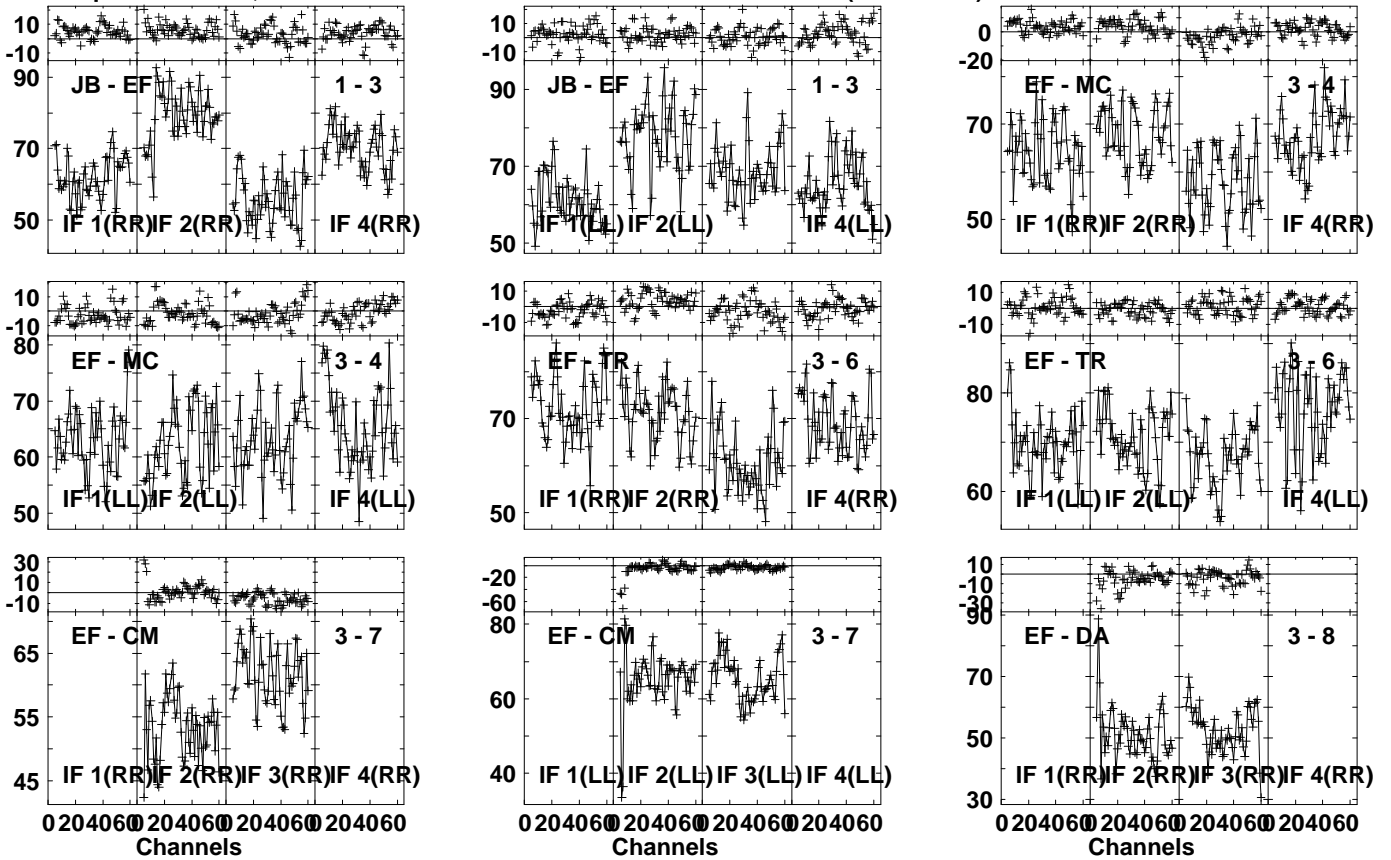 10 10 10
-10 -10 0
-20
90 JB - EF 1 - 3 90 JB - EF 1 - 3 EF - MC 3 - 4
70 70 70
50 IF 1(RR) IF 2(RR) IF 4(RR) 50 IF 1(LL) IF 2(LL) IF 4(LL) 50 IF 1(RR) IF 2(RR) IF 4(RR)
10 10 10
-10 -10 -10
80 EF - MC 3 - 4 EF - TR 3 - 6 EF - TR 3 - 6
70 70 80
60
50 IF 1(LL) IF 2(LL) IF 4(LL) 50 IF 1(RR) IF 2(RR) IF 4(RR) 60 IF 1(LL) IF 2(LL) IF 4(LL)
30 10
10 -20 -10
-10 -60 -30
EF - CM 3 - 7 80 EF - CM 3 - 7 90 EF - DA 3 - 8
65 60 70
55 50
45 IF 1(RR) IF 2(RR) IF 3(RR) IF 4(RR) 40 IF 1(LL) IF 2(LL) IF 3(LL) IF 4(LL) 30 IF 1(RR) IF 2(RR) IF 3(RR) IF 4(RR)
0 20 40 60 0 20 40 60 0 20 40 60 0 20 40 60 0 20 40 60 0 20 40 60 0 20 40 60 0 20 40 60 0 20 40 60 0 20 40 60 0 20 40 60 0 20 40 60
Channels Channels Channels